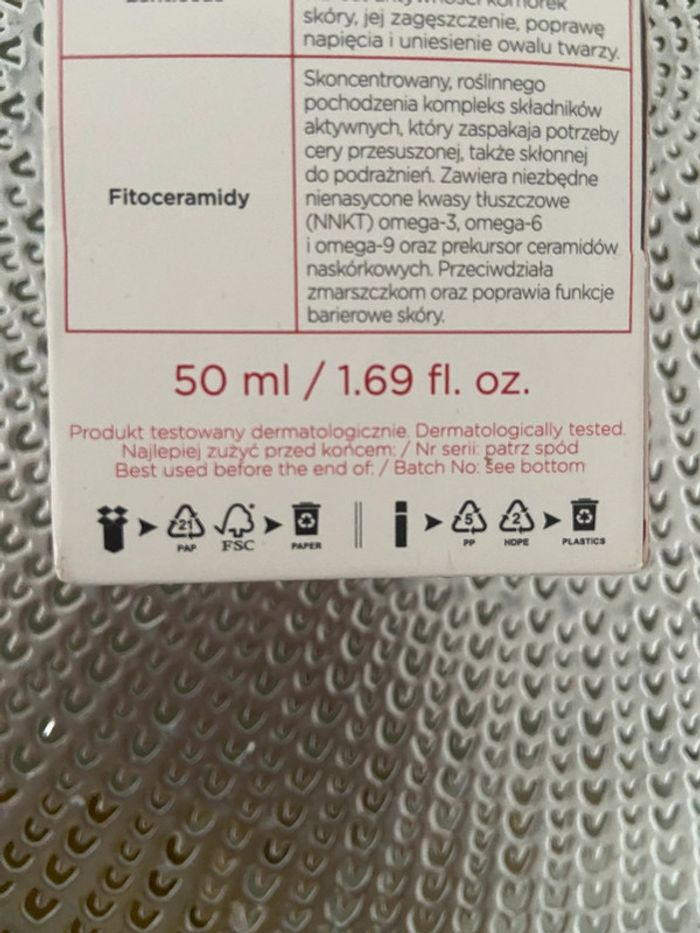 skóry, jej zagęszczenie, poprawę
napięcia i uniesienie owalu twarzy.
Fitoceramidy
Skoncentrowany, roślinnego
pochodzenia kompleks składników
aktywnych, który zaspakaja potrzeby
cery przesuszonej, także skłonnej
do podrażnień. Zawiera niezbędne
nienasycone kwasy tłuszczowe
(NNKT) omega-3, omega-6
i omega-9 oraz prekursor ceramidów
naskórkowych. Przeciwdziała
zmarszczkom oraz poprawia funkcje
barierowe skóry.
50 ml / 1.69 fl. oz.
Produkt testowany dermatologicznie. Dermatologically tested.
Najlepiej zużyć przed końcem: / Nr serii: patrz spód
Best used before the end of: / Batch No: see bottom
21 5 2
PAP FSC PAPER PP HDPE PLASTICS